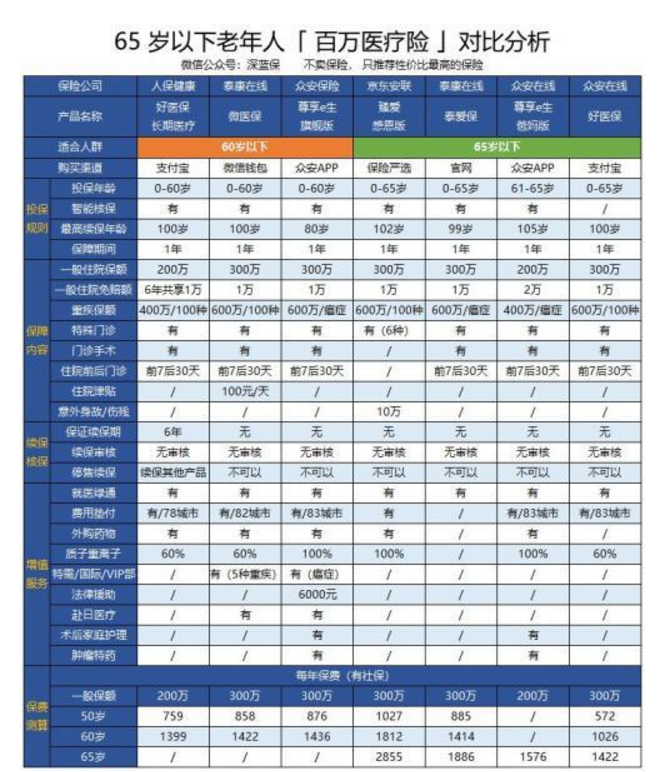 65 岁以下老年人「 百万医疗险 」对比分析
微信公众号：深蓝保 不卖保险，只推荐性价比最高的保险
保险公司 人保健康 泰康在线 众安保险 京东安联 泰康在线 众安在线 众安在线
产品名称 好医保 长期医疗 微医保 尊享e生 旗舰版 臻爱 感恩版 泰爱保 尊享e生 爸妈版 好医保
适合人群 60岁以下 65岁以下
购买渠道 支付宝 微信钱包 众安APP 保险严选 官网 众安APP 支付宝
投保规则
投保年龄 0-60岁 0-60岁 0-60岁 0-65岁 0-65岁 61-65岁 0-65岁
智能核保 有 有 有 有 有 有 /
最高续保年龄 100岁 100岁 80岁 102岁 99岁 105岁 100岁
保障期间 1年 1年 1年 1年 1年 1年 1年
保障内容
一般住院保额 200万 300万 300万 300万 300万 200万 300万
一般住院免赔额 6年共享1万 1万 1万 1万 1万 2万 1万
重疾保额 400万/100种 600万/100种 600万/癌症 600万/100种 600万/癌症 400万/癌症 600万/100种
特殊门诊 有 有 有 有（6种） 有 有 有
门诊手术 有 有 有 / 有 有 有
住院前后门诊 前7后30天 前7后30天 前7后30天 / 前7后30天 前7后30天 前7后30天
住院津贴 / 100元/天 / / / / /
意外身故/伤残 / / / 10万 / / /
续保核保
保证续保期 6年 无 无 无 无 无 无
续保审核 无审核 无审核 无审核 无审核 无审核 无审核 无审核
停售续保 续保其他产品 不可以 不可以 不可以 不可以 不可以 不可以
增值服务
就医绿通 有 有 有 有 有 有 有
费用垫付 有/78城市 有/82城市 有/83城市 有 / 有/83城市 有/83城市
外购药物 有 有 有 有 / 有 /
质子重离子 60% 60% 100% 100% / 100% 60%
特需/国际/VIP部 / 有（5种重疾） 有（癌症） / / / /
法律援助 / / 6000元 / / / /
赴日医疗 / 有 有 / / / /
术后家庭护理 / / 有 / / 有 /
肿瘤特药 / / 有 / / 有 /
保费测算
每年保费（有社保）
一般保额 200万 300万 300万 300万 300万 200万 300万
50岁 759 858 876 1027 885 / 572
60岁 1399 1422 1436 1812 1414 / 1026
65岁 / / / 2855 1886 1576 1422